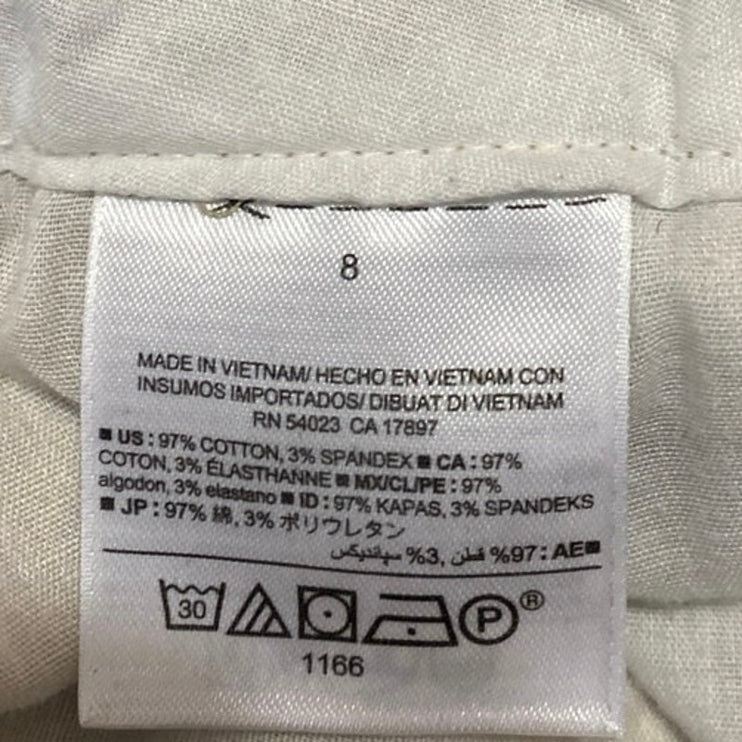 8
MADE IN VIETNAM/ HECHO EN VIETNAM CON
INSUMOS IMPORTADOS/ DIBUAT DI VIETNAM
RN 54023 CA 17897
■ US : 97% COTTON, 3% SPANDEX ■ CA : 97%
COTON, 3% ÉLASTHANNE ■ MX/CL/PE : 97%
algodon, 3% elastano ■ ID : 97% KAPAS, 3% SPANDEKS
■ JP : 97% 綿, 3% ポリウレタン
■AE : 97% قطن, 3% سپاندیکس
30 P ®
1166